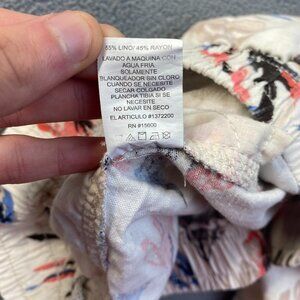 55% LINO/ 45% RAYON
LAVADO A MAQUINA CON
AGUA FRIA.
SOLAMENTE
BLANQUEADOR SIN CLORO
CUANDO SE NECESITE
SECAR COLGADO
PLANCHA TIBIA SI SE
NECESITE
NO LAVAR EN SECO
EL ARTICULO #1372200
RN #15600